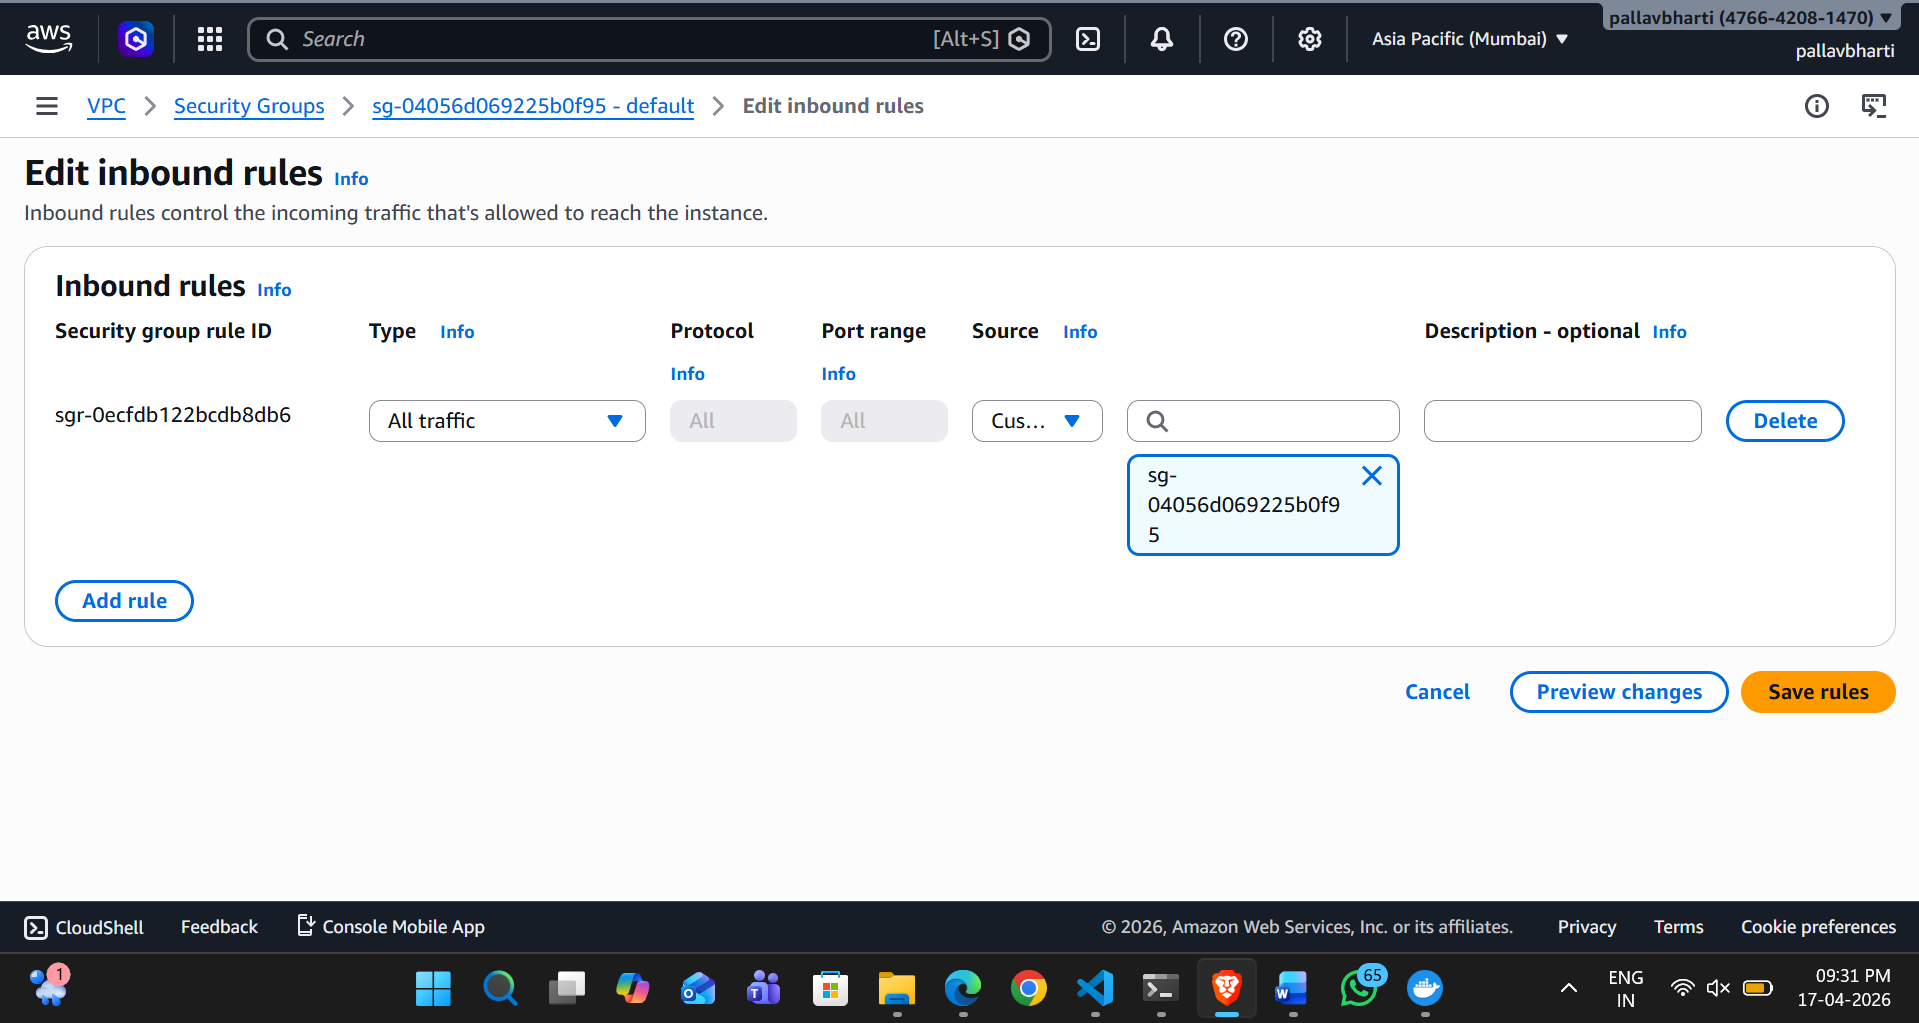 aws
Search
[Alt+S]
Asia Pacific (Mumbai)
pallavbharti (4766-4208-1470)
pallavbharti
VPC
Security Groups
sg-04056d069225b0f95 - default
Edit inbound rules
Edit inbound rules Info
Inbound rules control the incoming traffic that's allowed to reach the instance.
Inbound rules Info
Security group rule ID
Type Info
Protocol
Info
Port range
Info
Source Info
Description - optional Info
sgr-0ecfdb122bcdb8db6
All traffic
All
All
Cus...
Delete
sg-
04056d069225b0f9
5
Add rule
Cancel
Preview changes
Save rules
CloudShell
Feedback
Console Mobile App
© 2026, Amazon Web Services, Inc. or its affiliates.
Privacy
Terms
Cookie preferences
1
65
ENG
IN
09:31 PM
17-04-2026